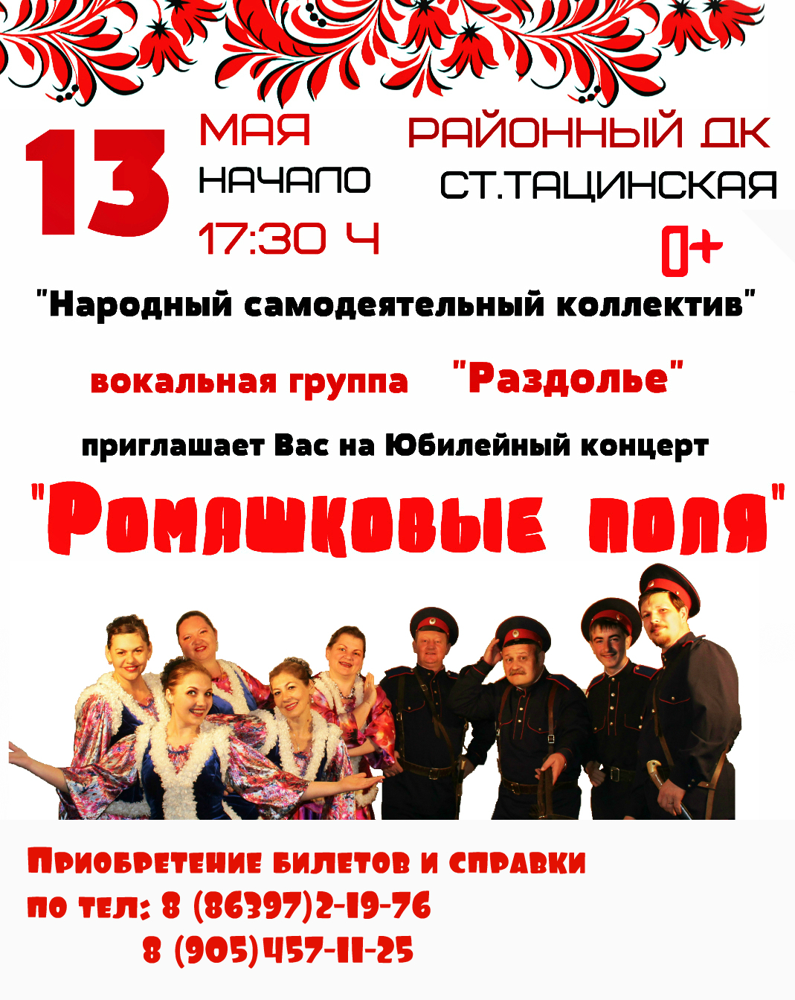 13
МАЯ
НАЧАЛО
17:30 Ч
РАЙОННЫЙ ДК
СТ.ТАЦИНСКАЯ
0+
"Народный самодеятельный коллектив"
вокальная группа "Раздолье"
приглашает Вас на Юбилейный концерт
"Ромашковые поля"
Приобретение билетов и справки
по тел: 8 (86397)2-19-76
8 (905)457-11-25